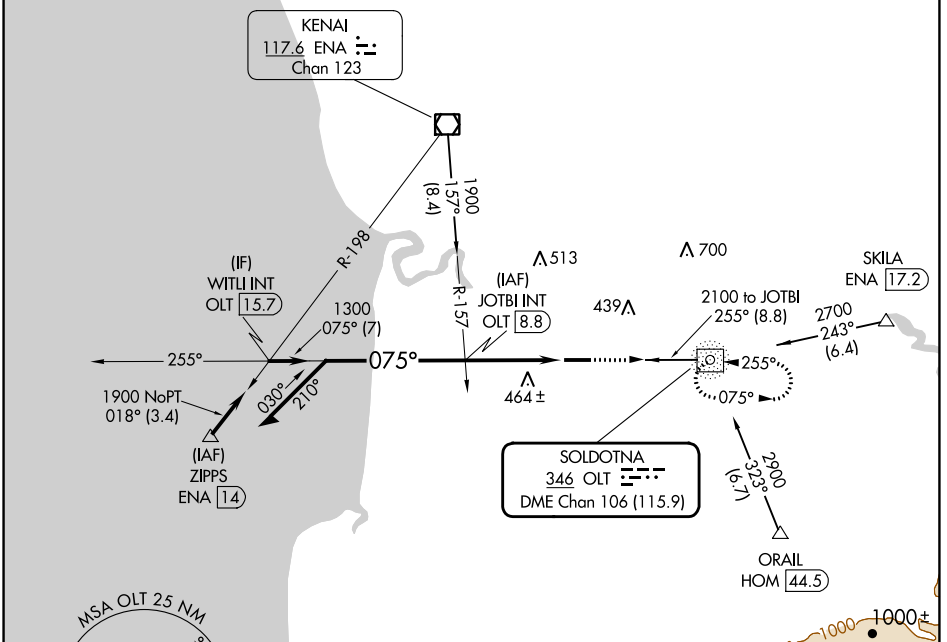 KENAI
117.6 ENA
Chan 123
1900
157°
(8.4)
R-198
R-157
513
700
439
464 ±
(IF)
WITLI INT
OLT 15.7
(IAF)
JOTBI INT
OLT 8.8
SKILA
ENA 17.2
2700
243°
(6.4)
2100 to JOTBI
255° (8.8)
1300
075° (7)
255°
075°
255°
075°
030°
210°
1900 NoPT
018° (3.4)
(IAF)
ZIPPS
ENA 14
SOLDOTNA
346 OLT
DME Chan 106 (115.9)
2900
323°
(6.7)
ORAIL
HOM 44.5
MSA OLT 25 NM
1000
1000 ±